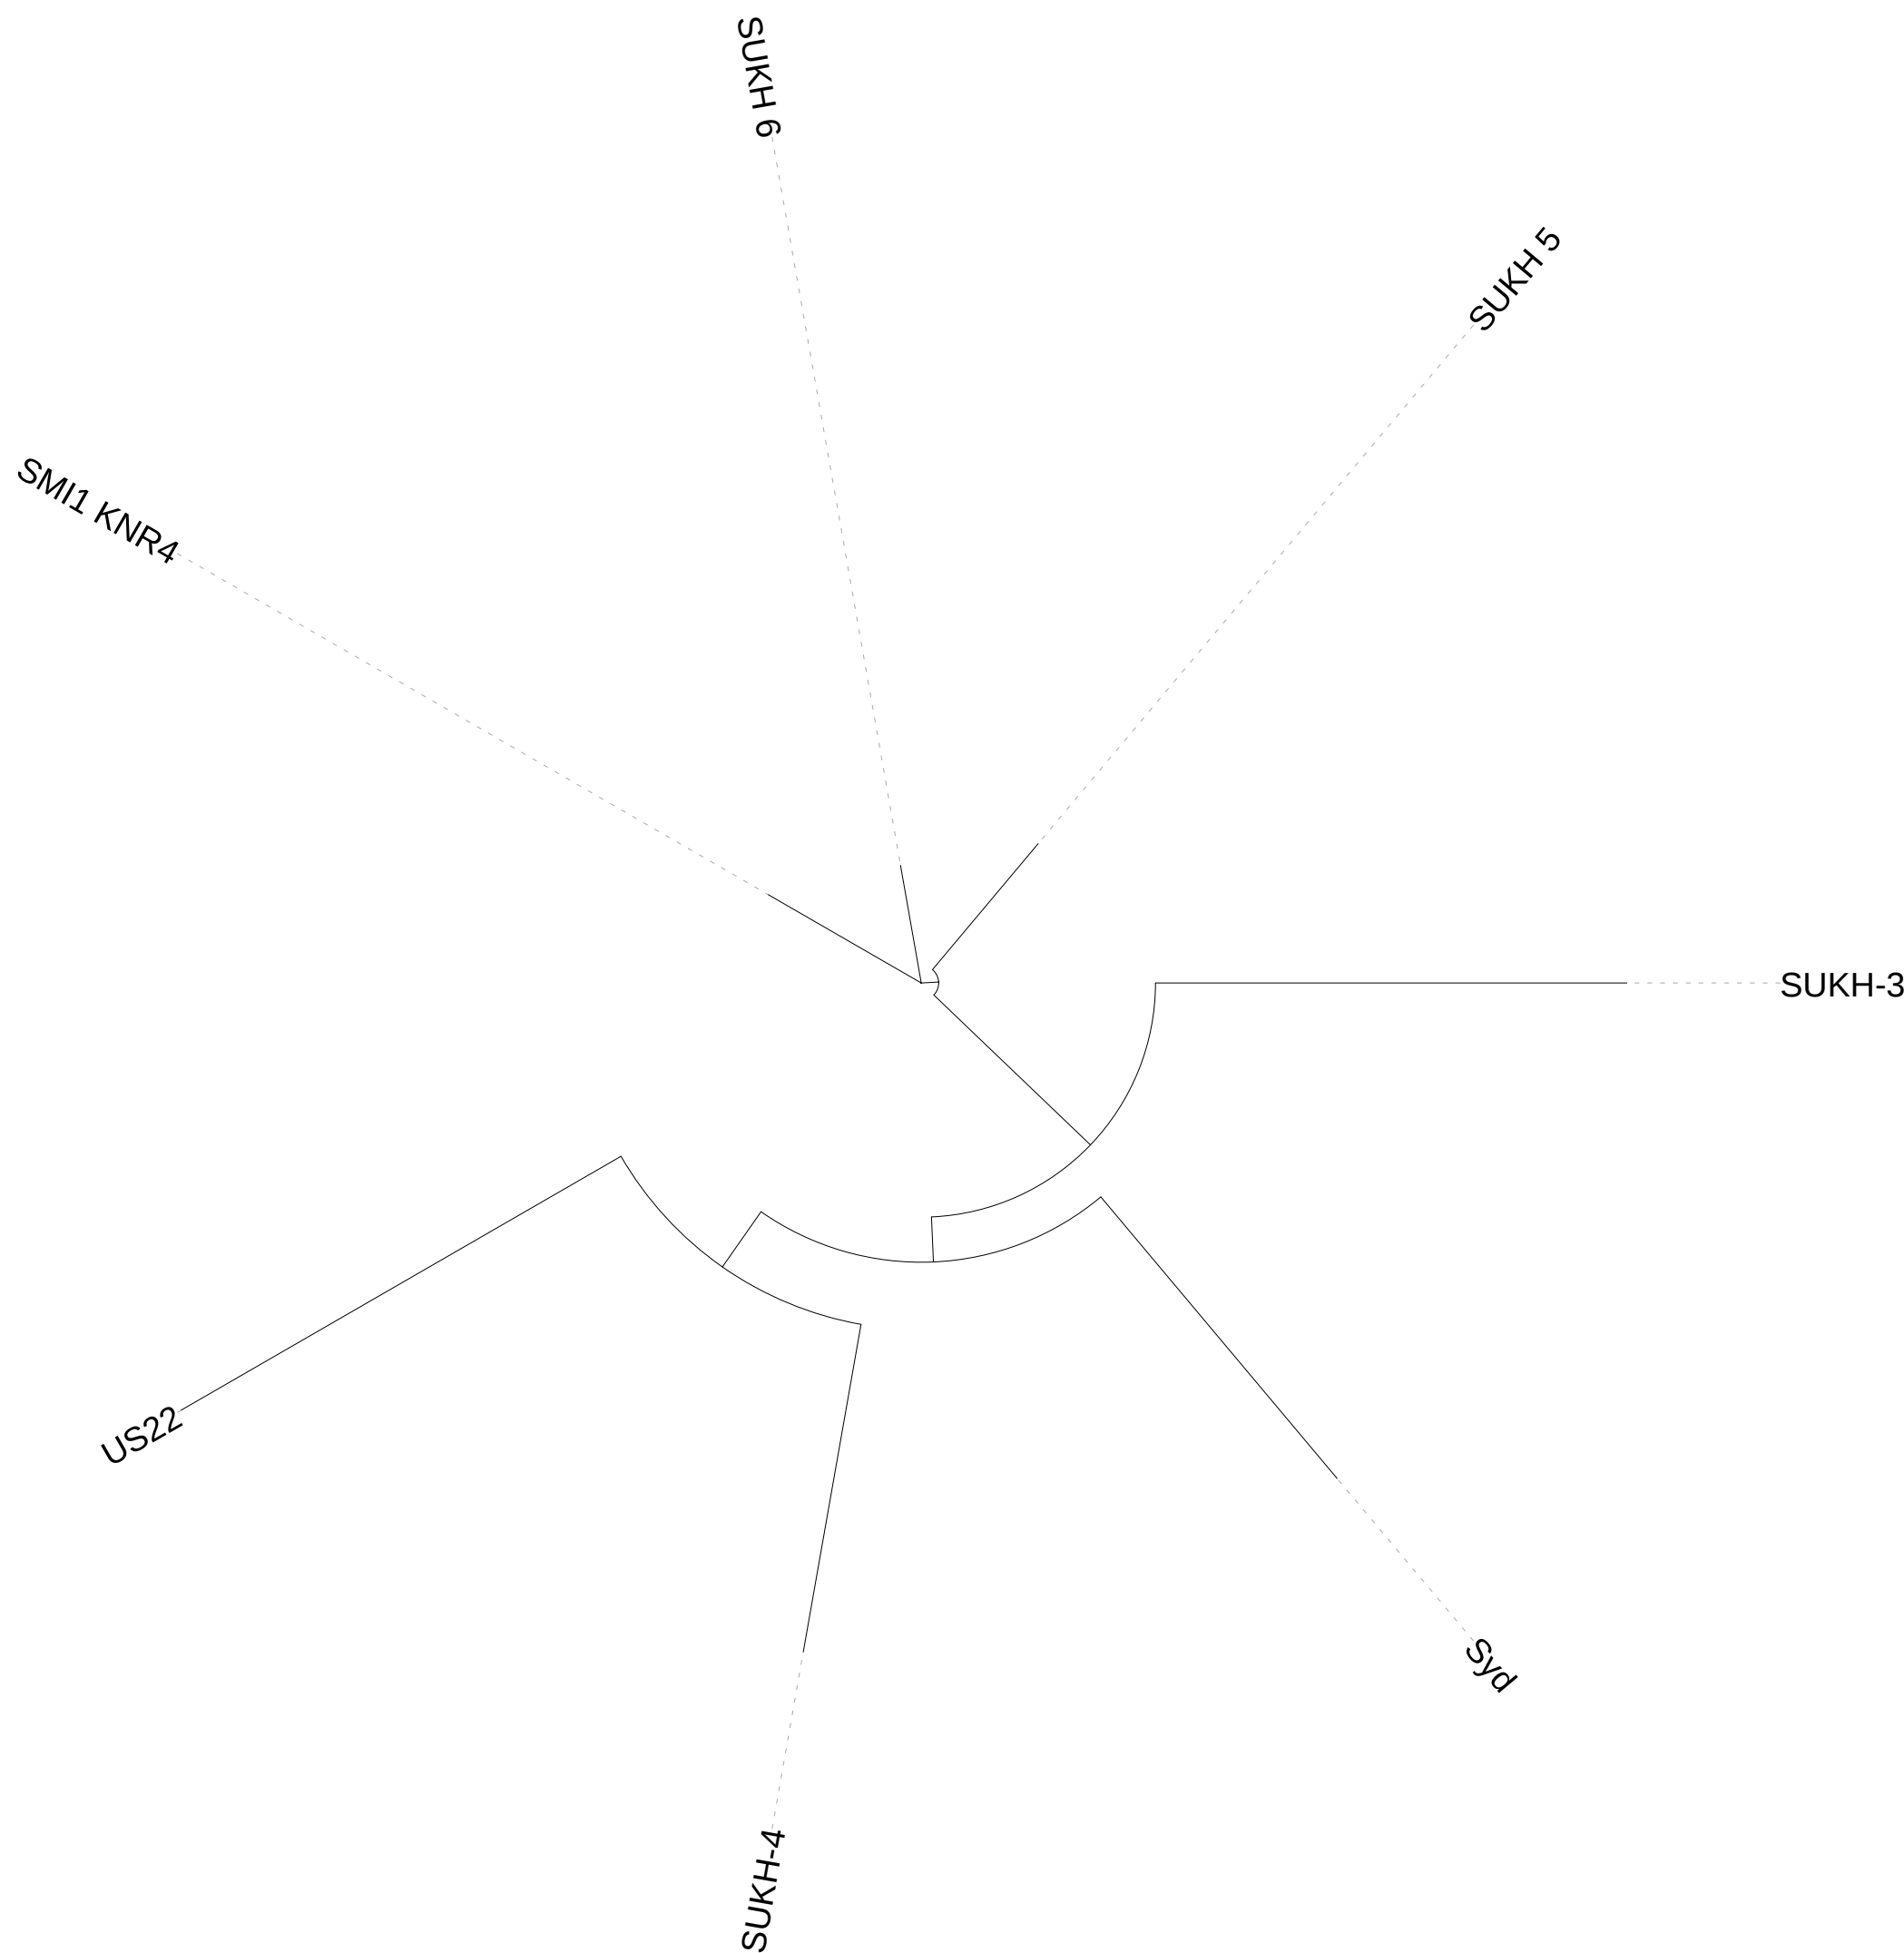 SUKH 6
SUKH 5
SMI1 KNR4
SUKH-3
US22
Syd
SUKH-4